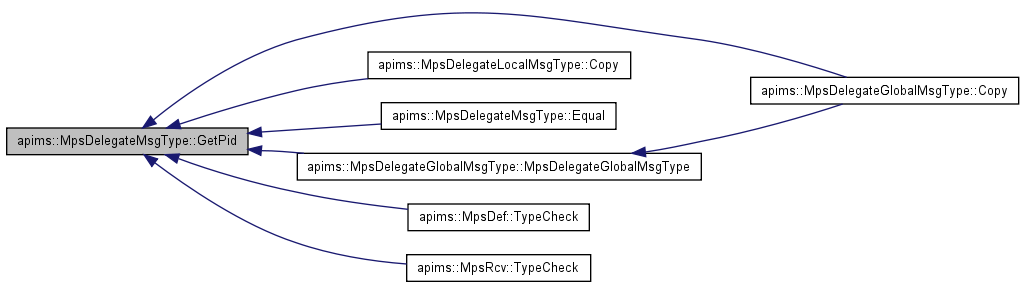 apims::MpsDelegateLocalMsgType::Copy
apims::MpsDelegateGlobalMsgType::Copy
apims::MpsDelegateMsgType::Equal
apims::MpsDelegateMsgType::GetPid
apims::MpsDelegateGlobalMsgType::MpsDelegateGlobalMsgType
apims::MpsDef::TypeCheck
apims::MpsRcv::TypeCheck